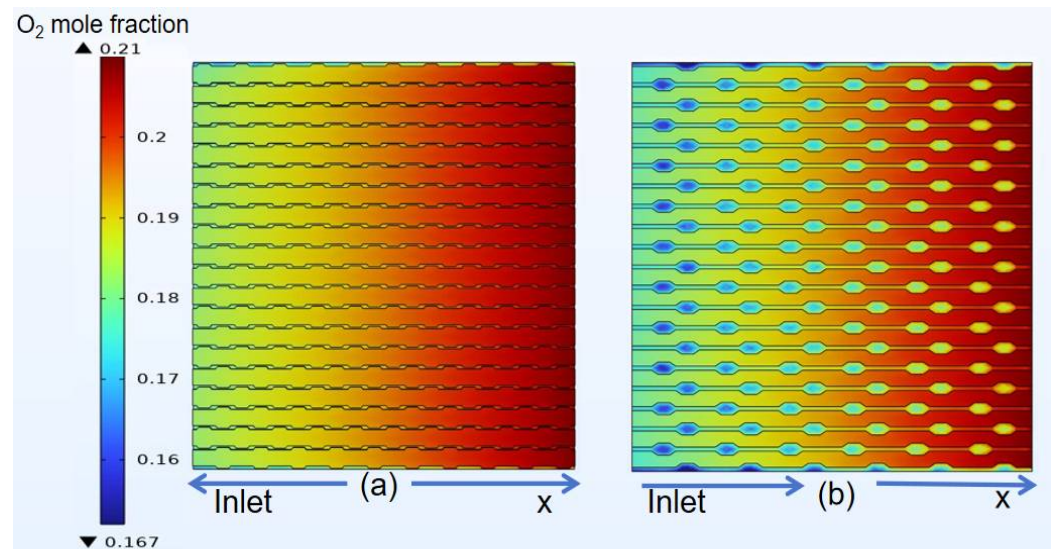 O₂ mole fraction
▲ 0.21
0.2
0.19
0.18
0.17
0.16
▼ 0.167
Inlet (a) x
Inlet (b) x